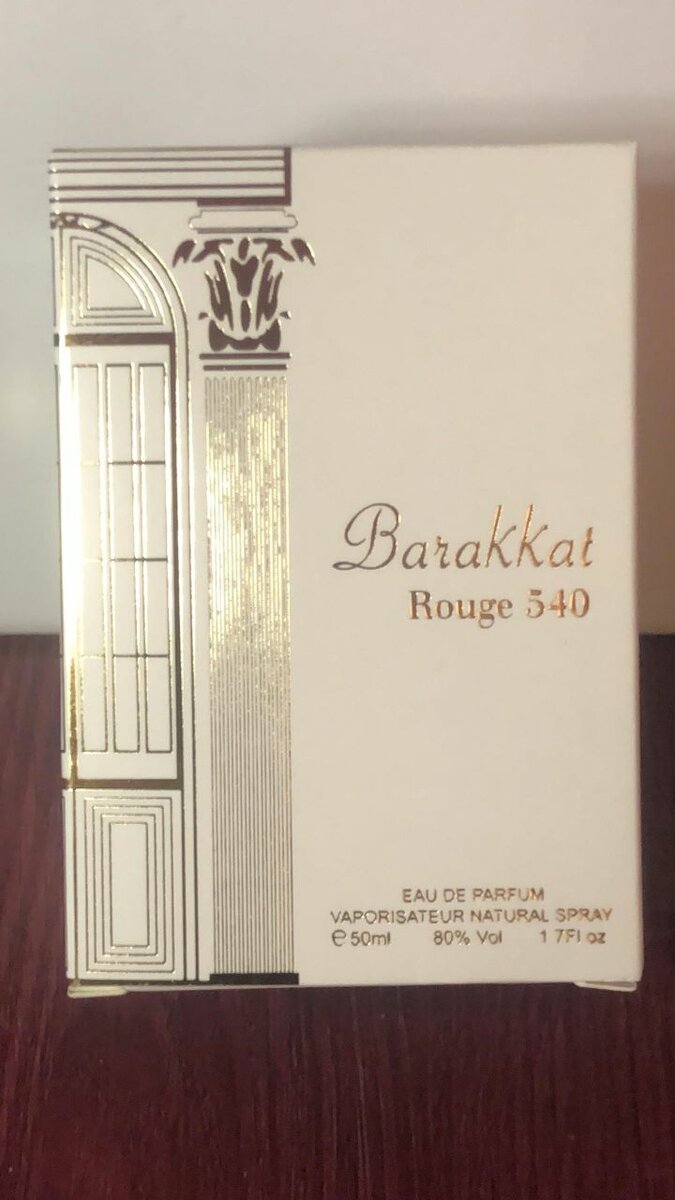 Barakkat
Rouge 540
EAU DE PARFUM
VAPORISATEUR NATURAL SPRAY
℮ 50ml 80% Vol 1 7Fl oz